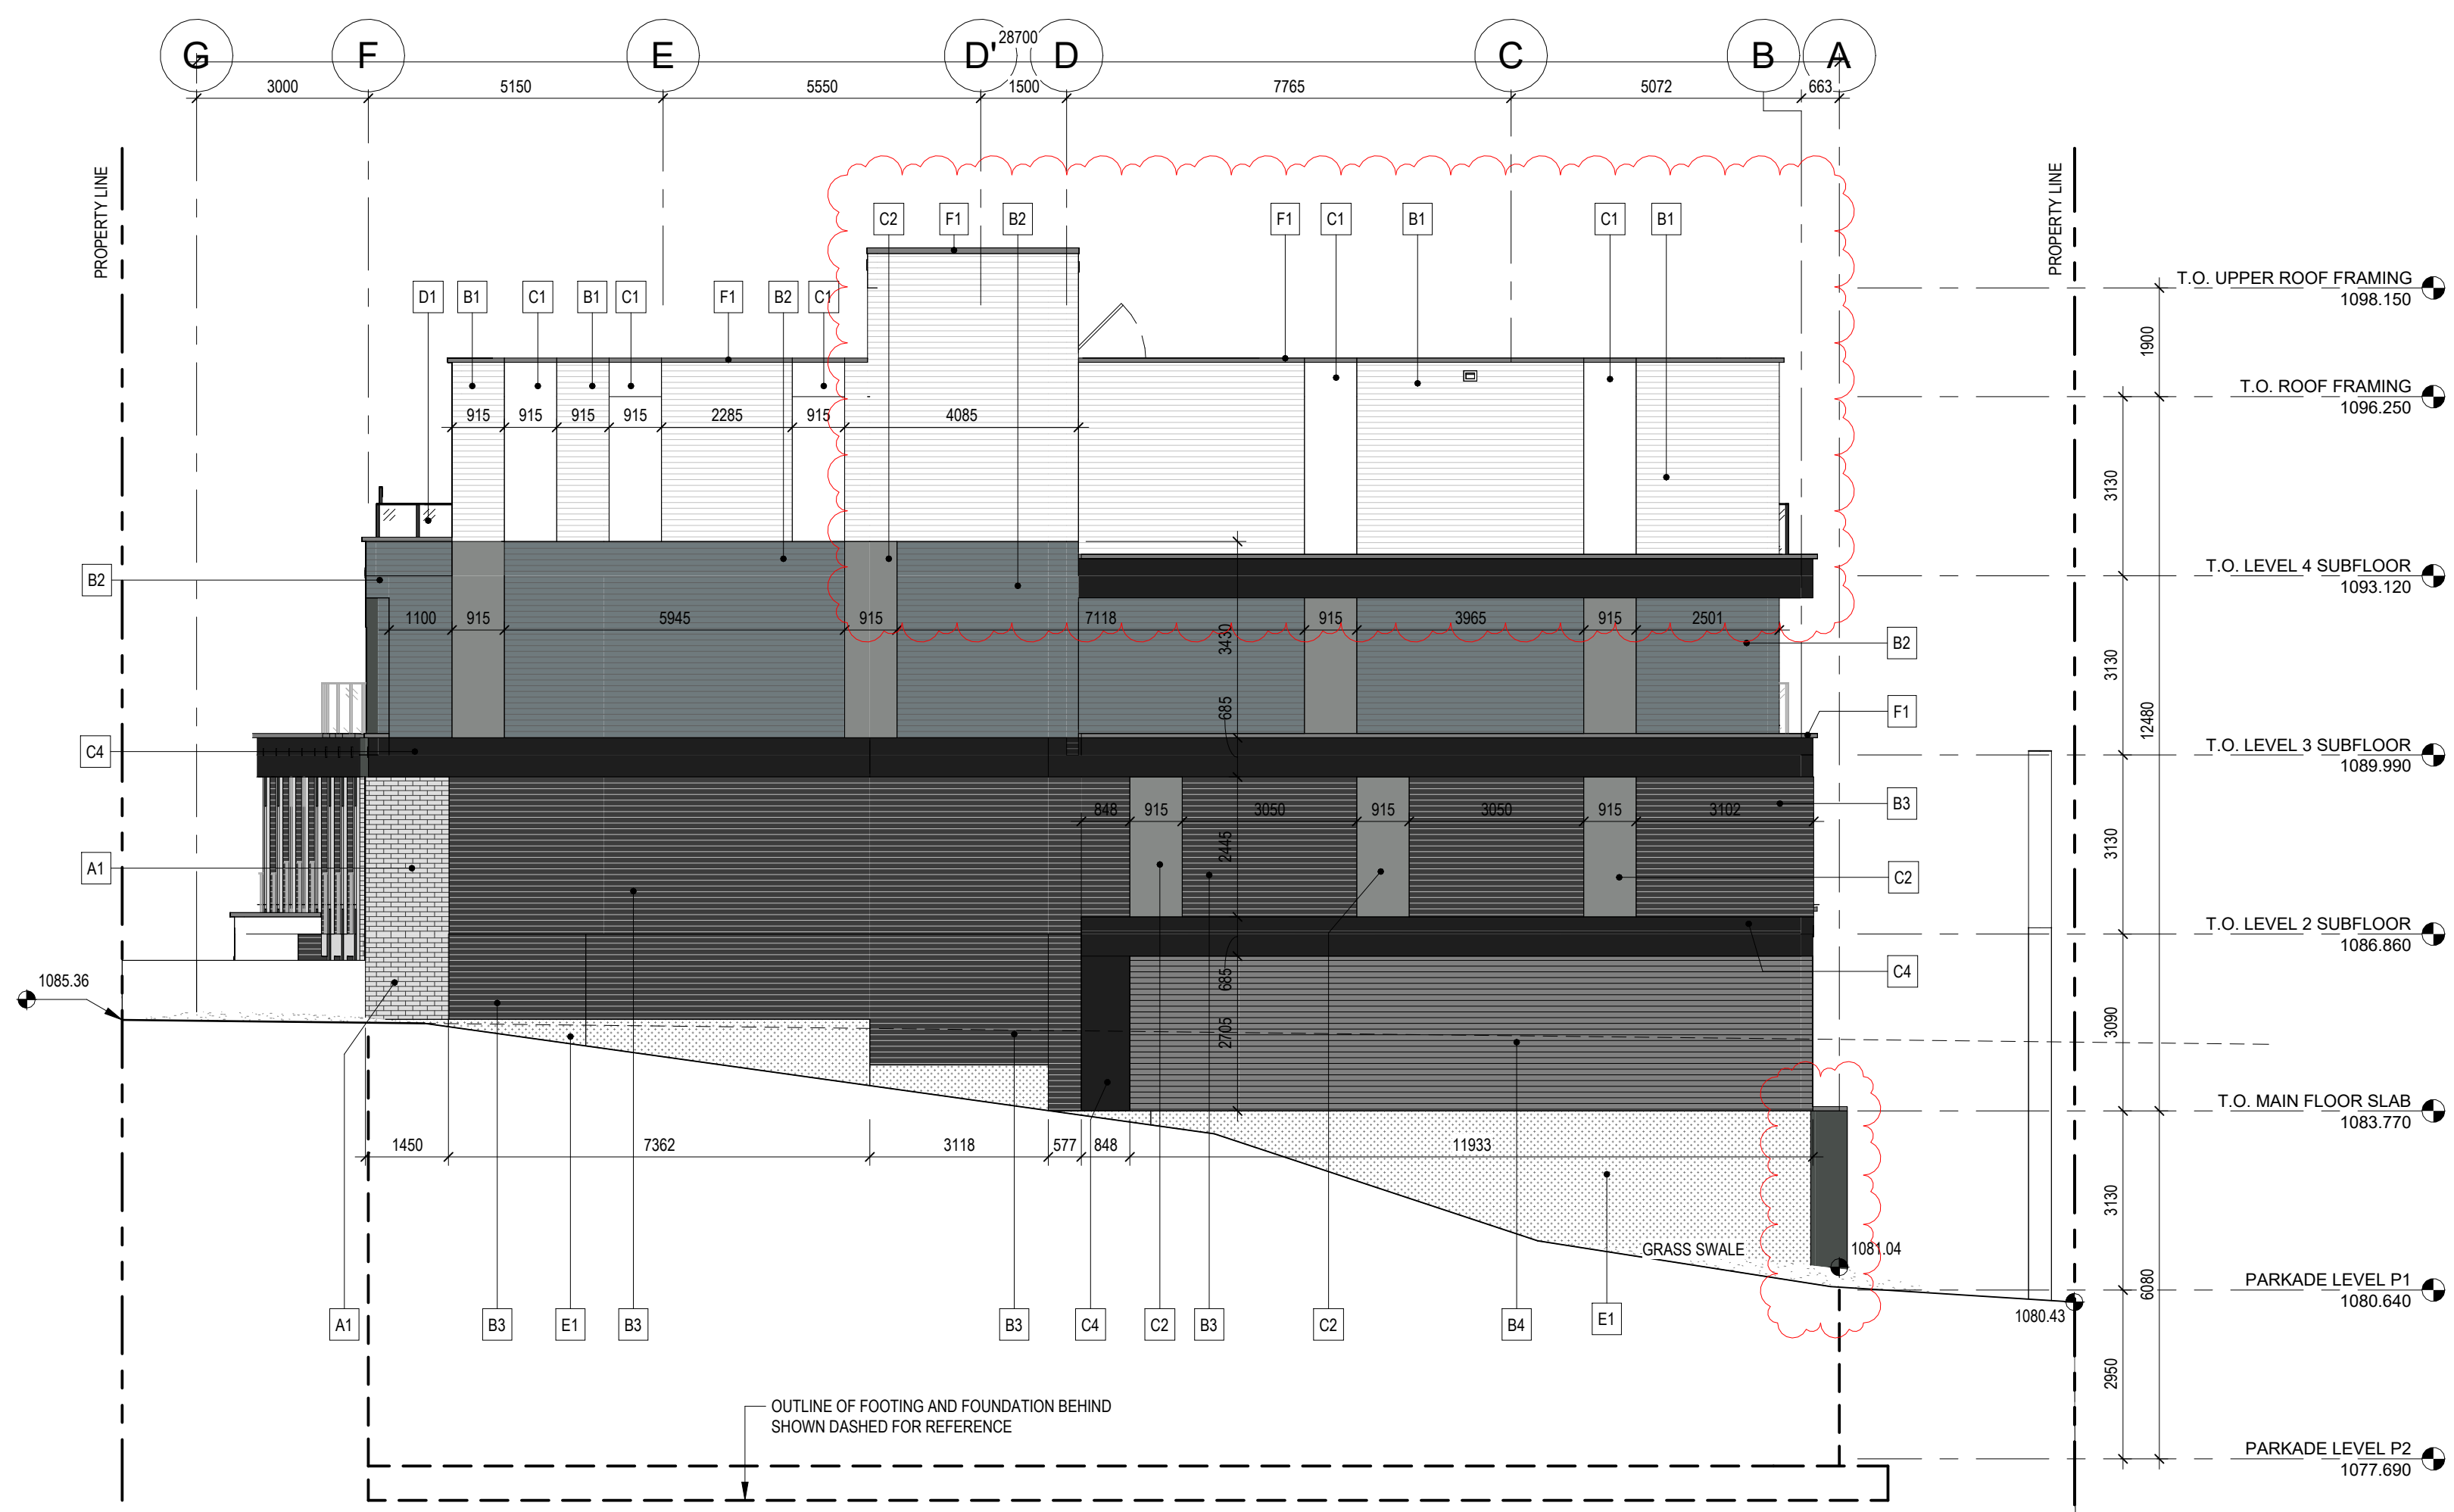 G F E D' 28700 D C B A
3000 5150 5550 1500 7765 5072 663
PROPERTY LINE
PROPERTY LINE
C2 F1 B2 F1 C1 B1 C1 B1
D1 B1 C1 B1 C1 F1 B2 C1
T.O. UPPER ROOF FRAMING
1098.150
1900
T.O. ROOF FRAMING
1096.250
915 915 915 915 2285 915 4085
3130
T.O. LEVEL 4 SUBFLOOR
1093.120
B2
1100 915 5945 915 7118 915 3965 915 2501
3430
B2
3130
685
F1
12480
C4
T.O. LEVEL 3 SUBFLOOR
1089.990
848 915 3050 915 3050 915 3102
B3
2445
3130
A1
C2
T.O. LEVEL 2 SUBFLOOR
1086.860
685
C4
1085.36
2705
3090
T.O. MAIN FLOOR SLAB
1083.770
1450 7362 3118 577 848 11933
3130
GRASS SWALE
1081.04
6080
PARKADE LEVEL P1
1080.640
1080.43
A1 B3 E1 B3 B3 C4 C2 B3 C2 B4 E1
2950
OUTLINE OF FOOTING AND FOUNDATION BEHIND
SHOWN DASHED FOR REFERENCE
PARKADE LEVEL P2
1077.690